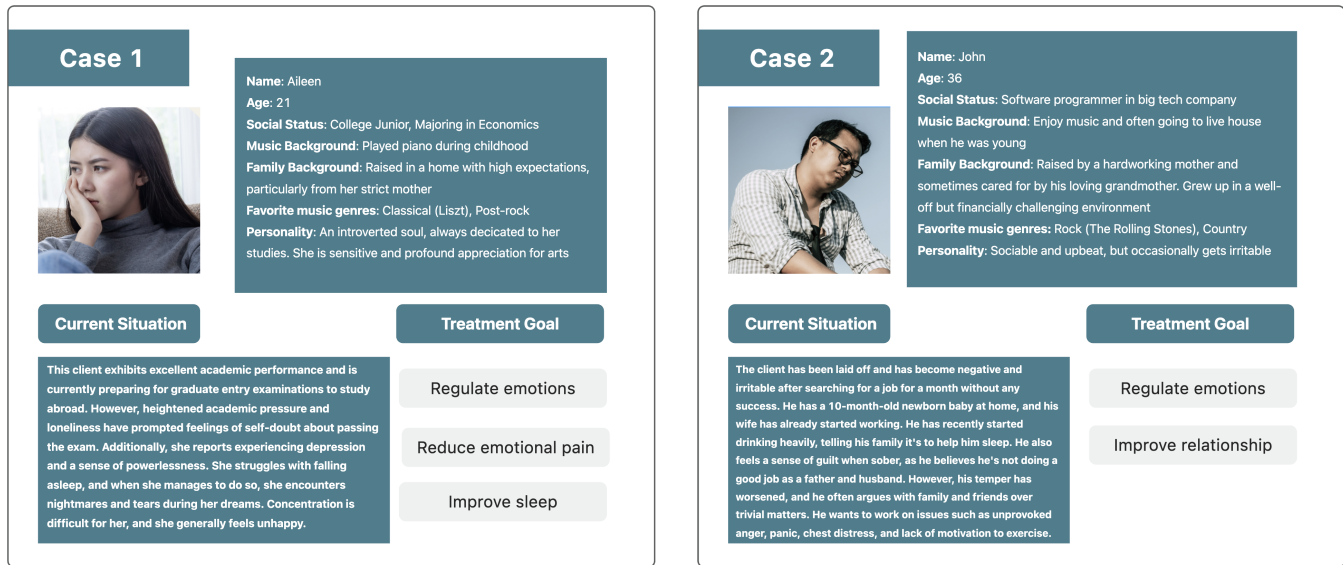 Case 1
Name: Aileen
Age: 21
Social Status: College Junior, Majoring in Economics
Music Background: Played piano during childhood
Family Background: Raised in a home with high expectations,
particularly from her strict mother
Favorite music genres: Classical (Liszt), Post-rock
Personality: An introverted soul, always decicated to her
studies. She is sensitive and profound appreciation for arts
Current Situation
This client exhibits excellent academic performance and is
currently preparing for graduate entry examinations to study
abroad. However, heightened academic pressure and
loneliness have prompted feelings of self-doubt about passing
the exam. Additionally, she reports experiencing depression
and a sense of powerlessness. She struggles with falling
asleep, and when she manages to do so, she encounters
nightmares and tears during her dreams. Concentration is
difficult for her, and she generally feels unhappy.
Treatment Goal
Regulate emotions
Reduce emotional pain
Improve sleep
Case 2
Name: John
Age: 36
Social Status: Software programmer in big tech company
Music Background: Enjoy music and often going to live house
when he was young
Family Background: Raised by a hardworking mother and
sometimes cared for by his loving grandmother. Grew up in a well-
off but financially challenging environment
Favorite music genres: Rock (The Rolling Stones), Country
Personality: Sociable and upbeat, but occasionally gets irritable
Current Situation
The client has been laid off and has become negative and
irritable after searching for a job for a month without any
success. He has a 10-month-old newborn baby at home, and his
wife has already started working. He has recently started
drinking heavily, telling his family it's to help him sleep. He also
feels a sense of guilt when sober, as he believes he's not doing a
good job as a father and husband. However, his temper has
worsened, and he often argues with family and friends over
trivial matters. He wants to work on issues such as unprovoked
anger, panic, chest distress, and lack of motivation to exercise.
Treatment Goal
Regulate emotions
Improve relationship